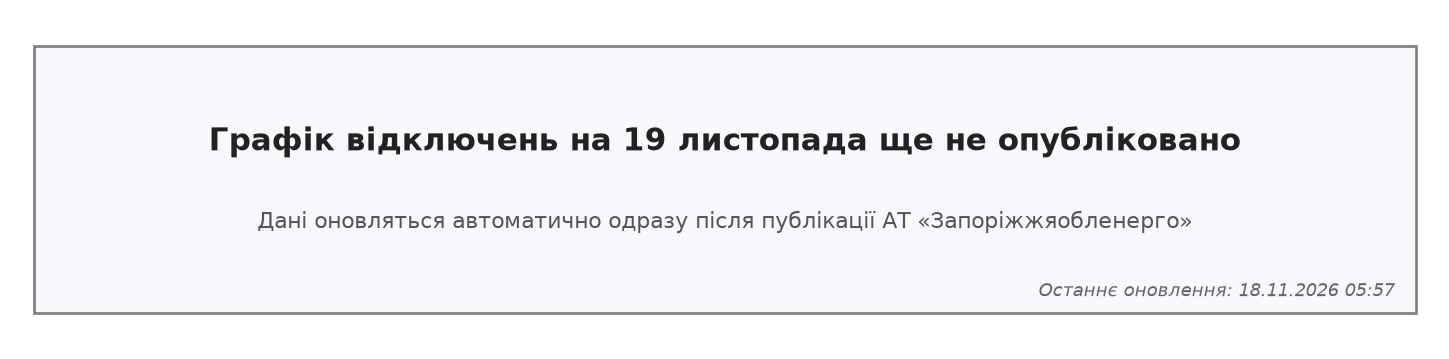 Графік відключень на 19 листопада ще не опубліковано
Дані оновляться автоматично одразу після публікації АТ «Запоріжжяобленерго»
Останнє оновлення: 18.11.2026 05:57